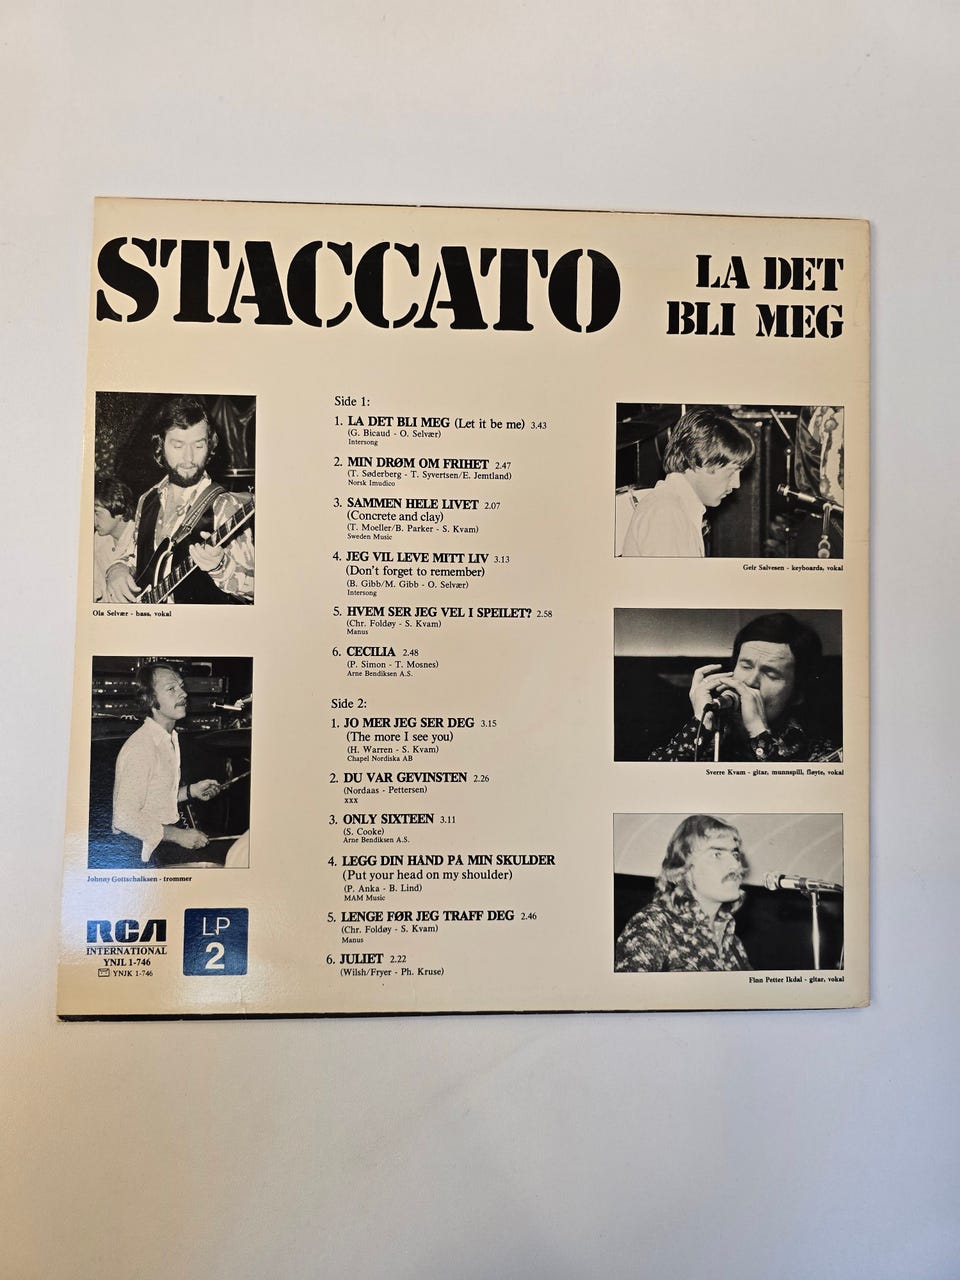 STACCATO
LA DET
BLI MEG
Side 1:
1. LA DET BLI MEG (Let it be me) 3.43
(G. Bicaud - O. Selvær)
Intersong
2. MIN DRØM OM FRIHET 2.47
(T. Søderberg - T. Syvertsen/E. Jemtland)
Norsk Imudico
3. SAMMEN HELE LIVET 2.07
(Concrete and clay)
(T. Moeller/B. Parker - S. Kvam)
Sweden Music
4. JEG VIL LEVE MITT LIV 3.13
(Don't forget to remember)
(B. Gibb/M. Gibb - O. Selvær)
Intersong
5. HVEM SER JEG VEL I SPEILET? 2.58
(Chr. Foldøy - S. Kvam)
Manus
6. CECILIA 2.48
(P. Simon - T. Mosnes)
Arne Bendiksen A.S.
Side 2:
1. JO MER JEG SER DEG 3.15
(The more I see you)
(H. Warren - S. Kvam)
Chapel Nordiska AB
2. DU VAR GEVINSTEN 2.26
(Nordaas - Pettersen)
xxx
3. ONLY SIXTEEN 3.11
(S. Cooke)
Arne Bendiksen A.S.
4. LEGG DIN HAND PÅ MIN SKULDER
(Put your head on my shoulder)
(P. Anka - B. Lind)
MAM Music
5. LENGE FØR JEG TRAFF DEG 2.46
(Chr. Foldøy - S. Kvam)
Manus
6. JULIET 2.22
(Wilsh/Fryer - Ph. Kruse)
Ola Selvær - bass, vokal
Johnny Gottschalksen - trommer
Geir Salvesen - keyboards, vokal
Sverre Kvam - gitar, munnspill, fløyte, vokal
Finn Petter Ikdal - gitar, vokal
RCA
INTERNATIONAL
YNJL 1-746
YNJK 1-746
LP
2